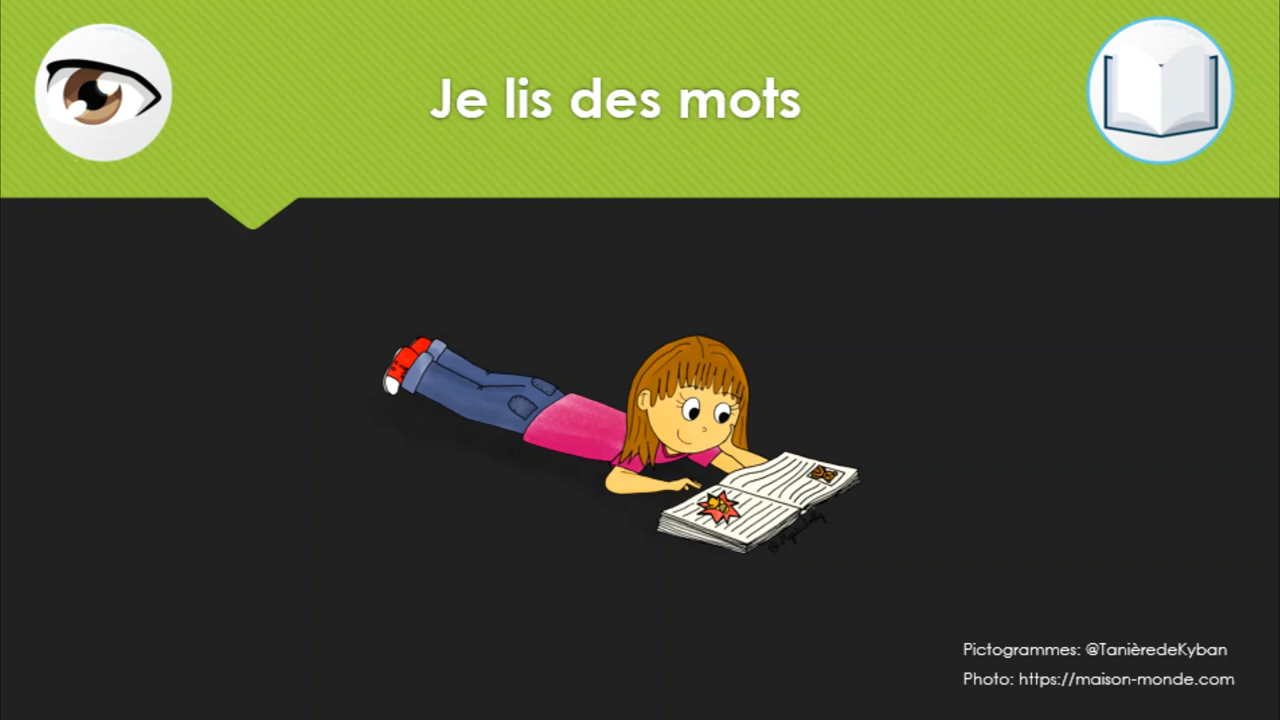 Je lis des mots
Pictogrammes: @TanièredeKyban
Photo: https://maison-monde.com